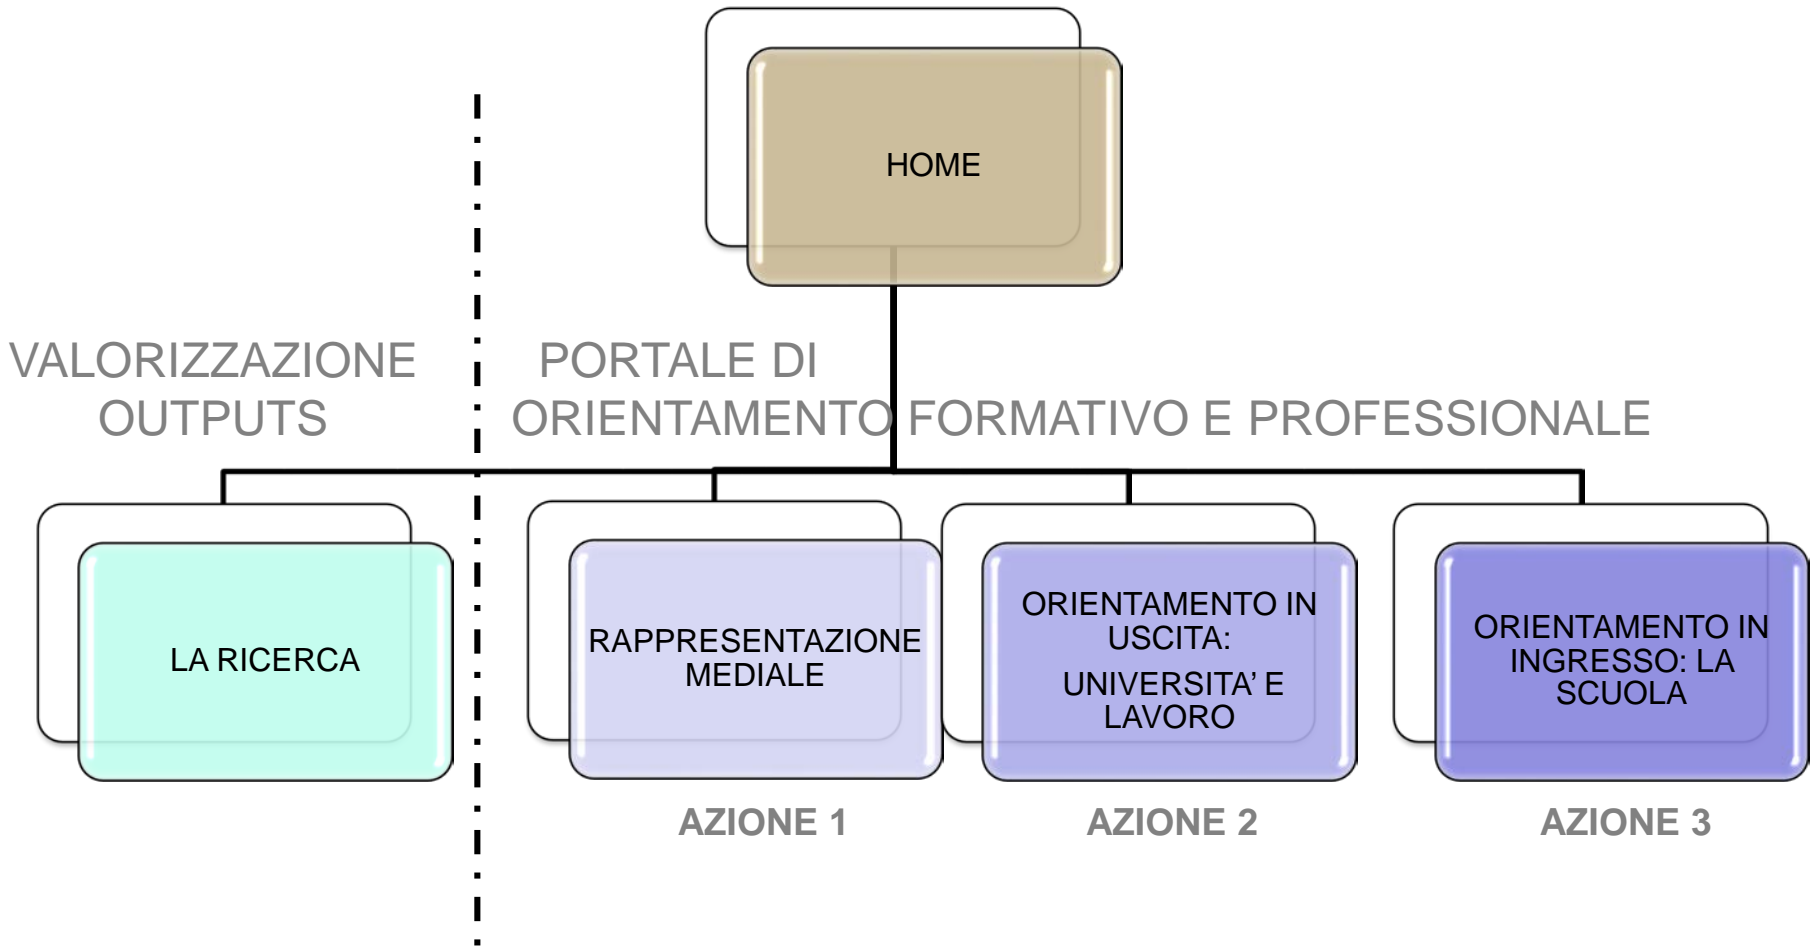 HOME
VALORIZZAZIONE
OUTPUTS
PORTALE DI
ORIENTAMENTO FORMATIVO E PROFESSIONALE
LA RICERCA
RAPPRESENTAZIONE
MEDIALE
ORIENTAMENTO IN
USCITA:
UNIVERSITA’ E
LAVORO
ORIENTAMENTO IN
INGRESSO: LA
SCUOLA
AZIONE 1
AZIONE 2
AZIONE 3